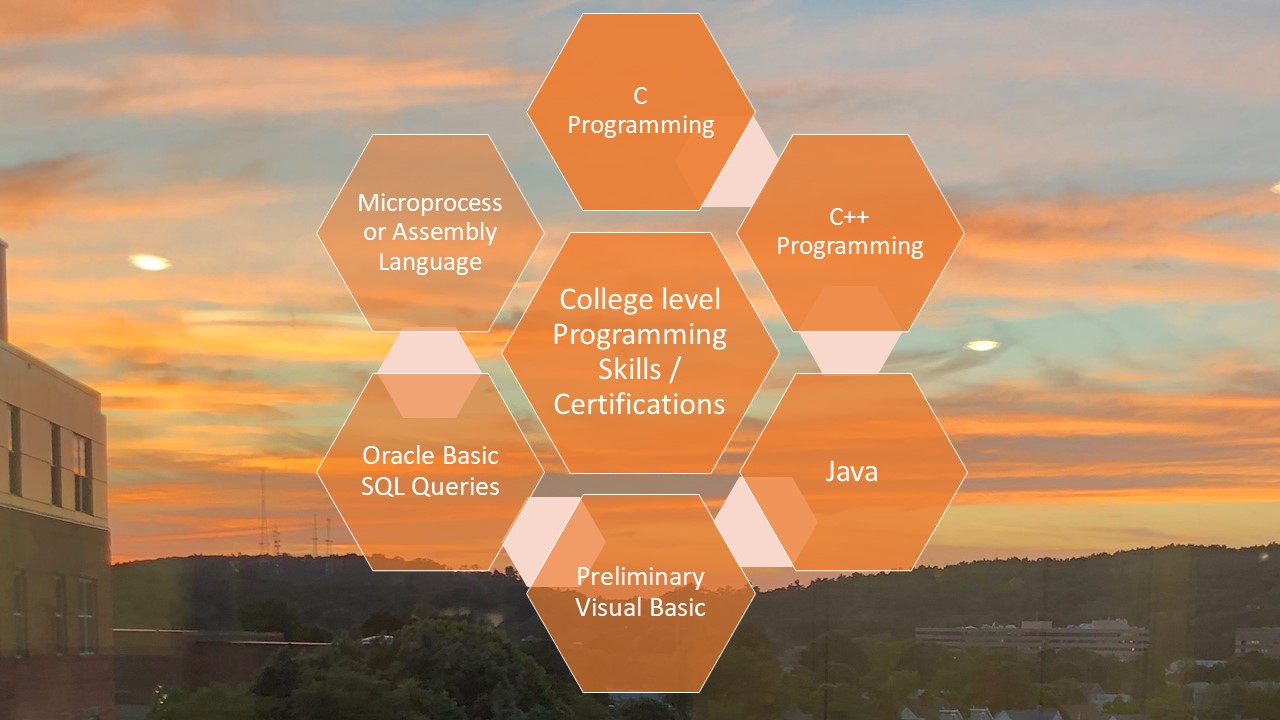 C
Programming
C++
Programming
Java
Preliminary
Visual Basic
Oracle Basic
SQL Queries
Microprocess
or Assembly
Language
College level
Programming
Skills /
Certifications